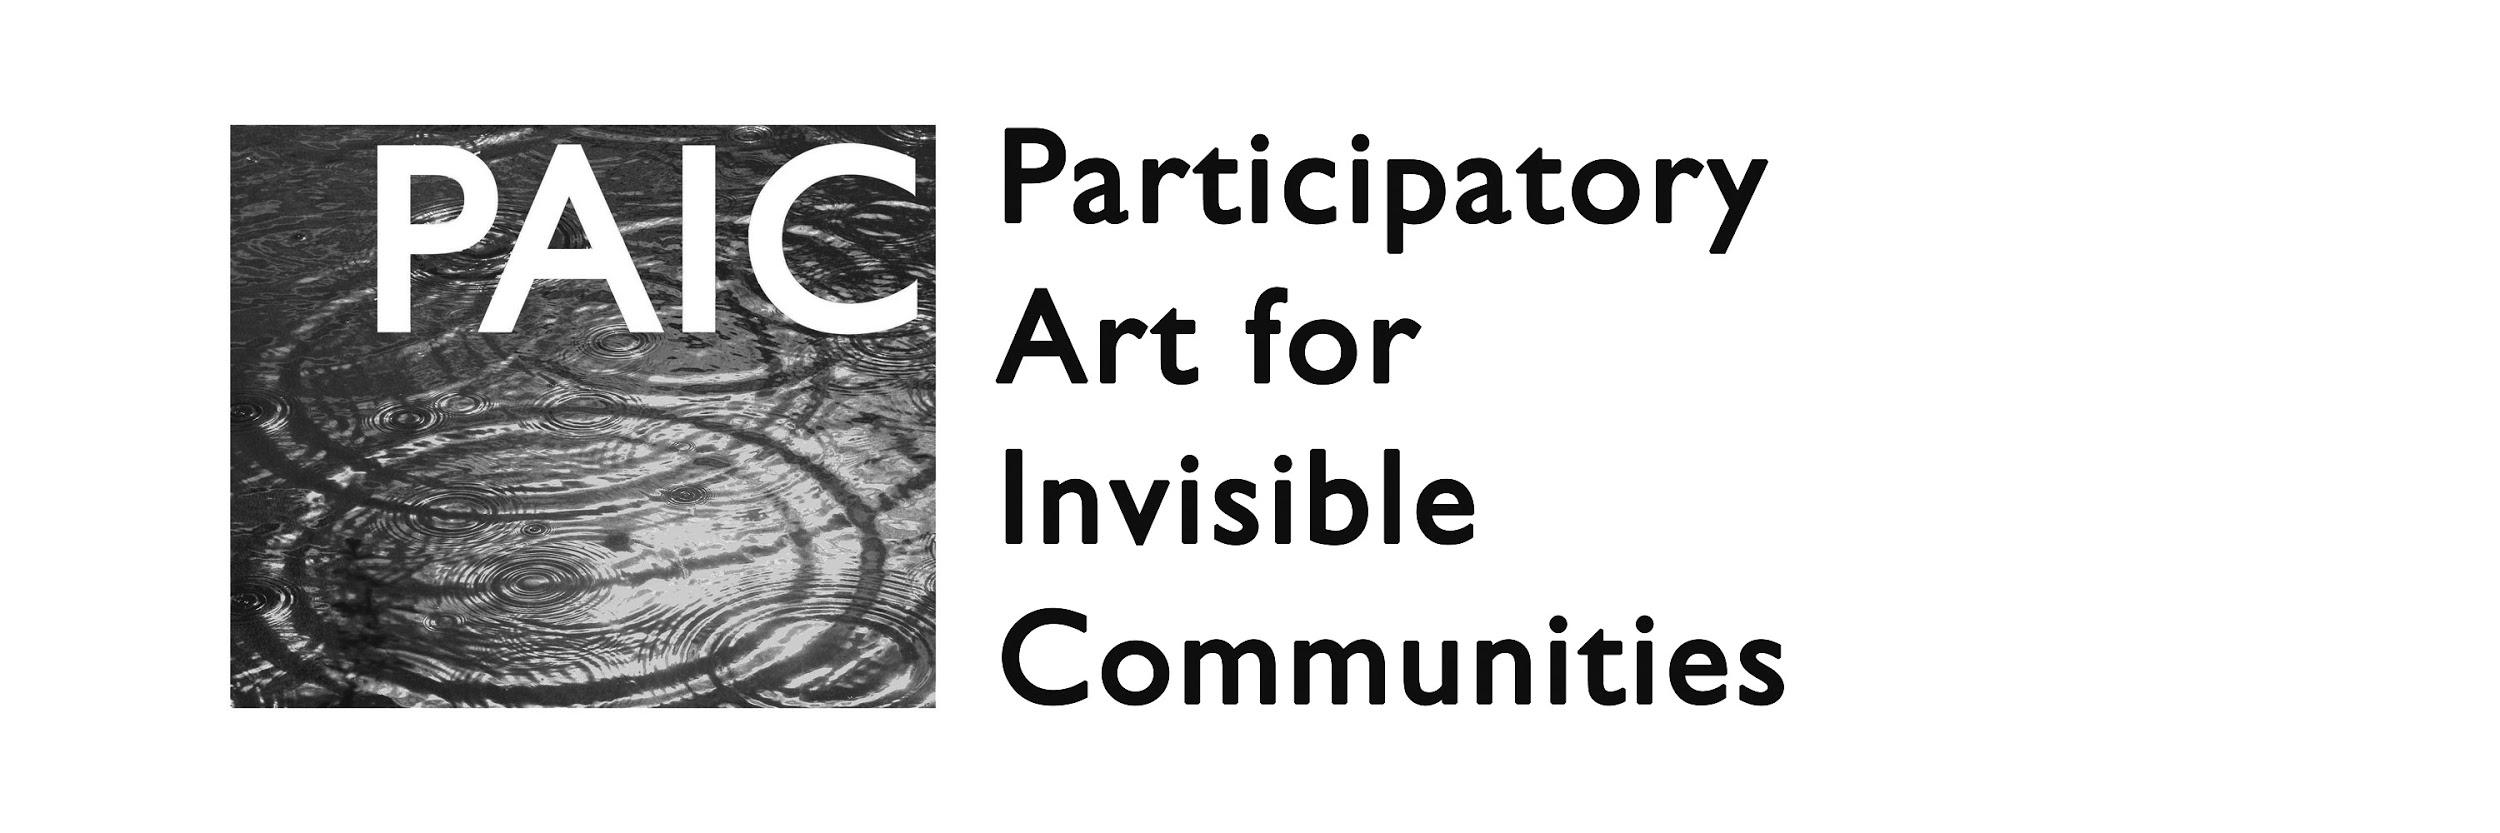 PAIC
Participatory
Art for
Invisible
Communities